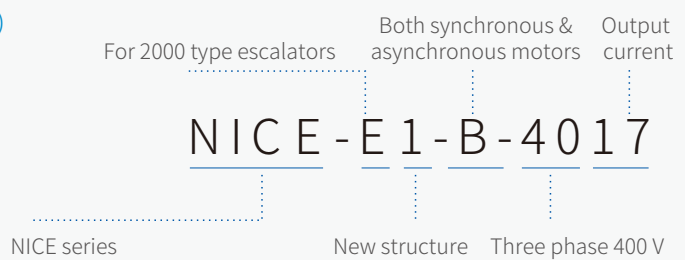 Both synchronous & Output
For 2000 type escalators asynchronous motors current
NICE-E1-B-4017
NICE series New structure Three phase 400 V